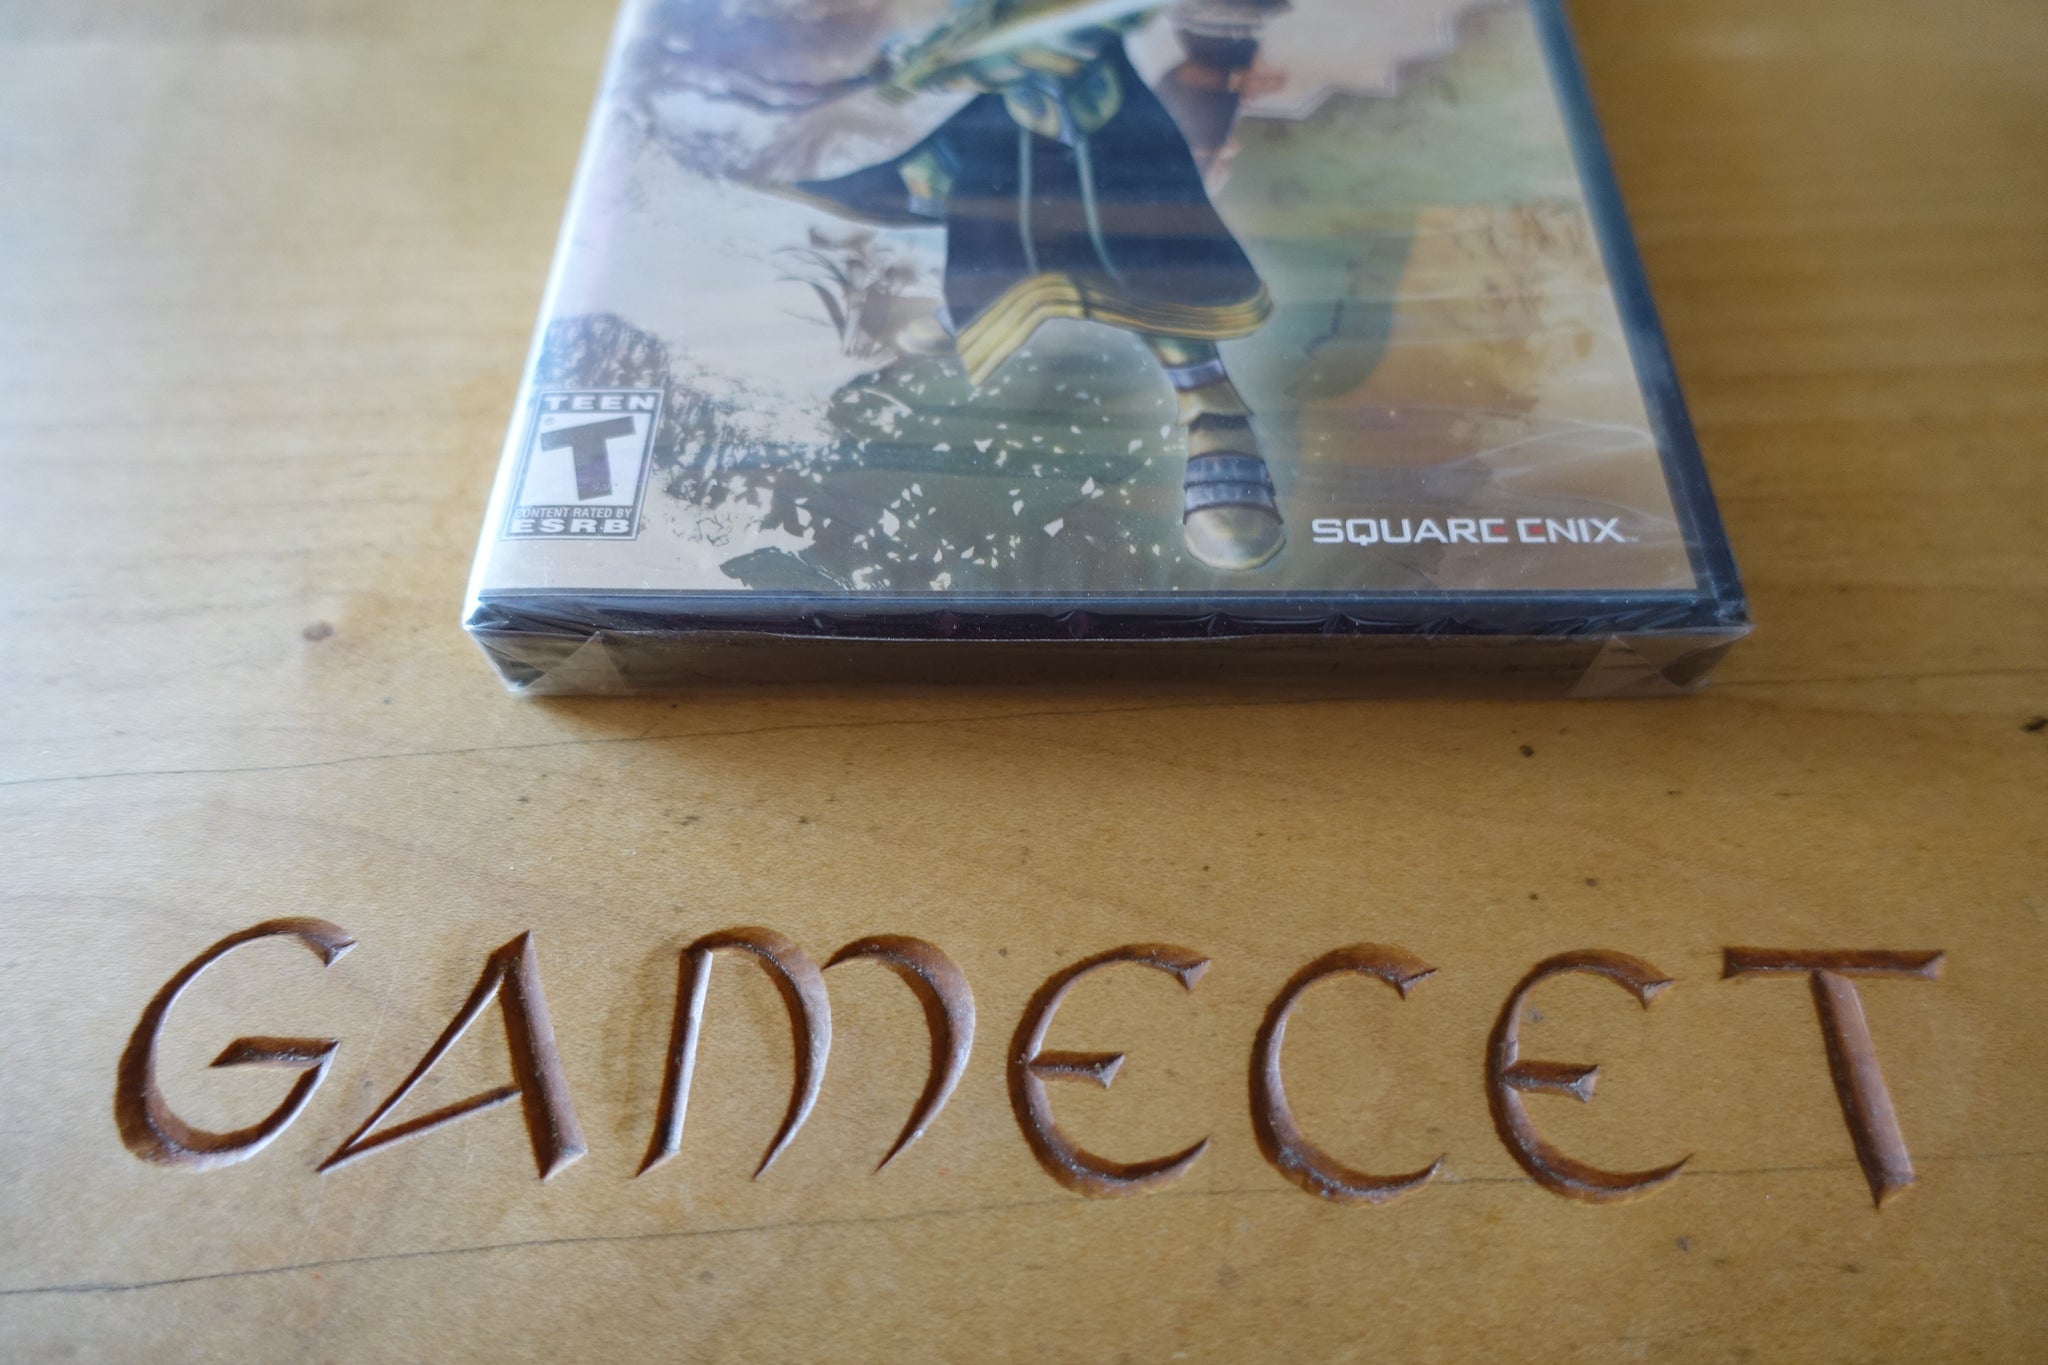 TEEN
T
CONTENT RATED BY
ESRB
SQUARE ENIX
GAMECET